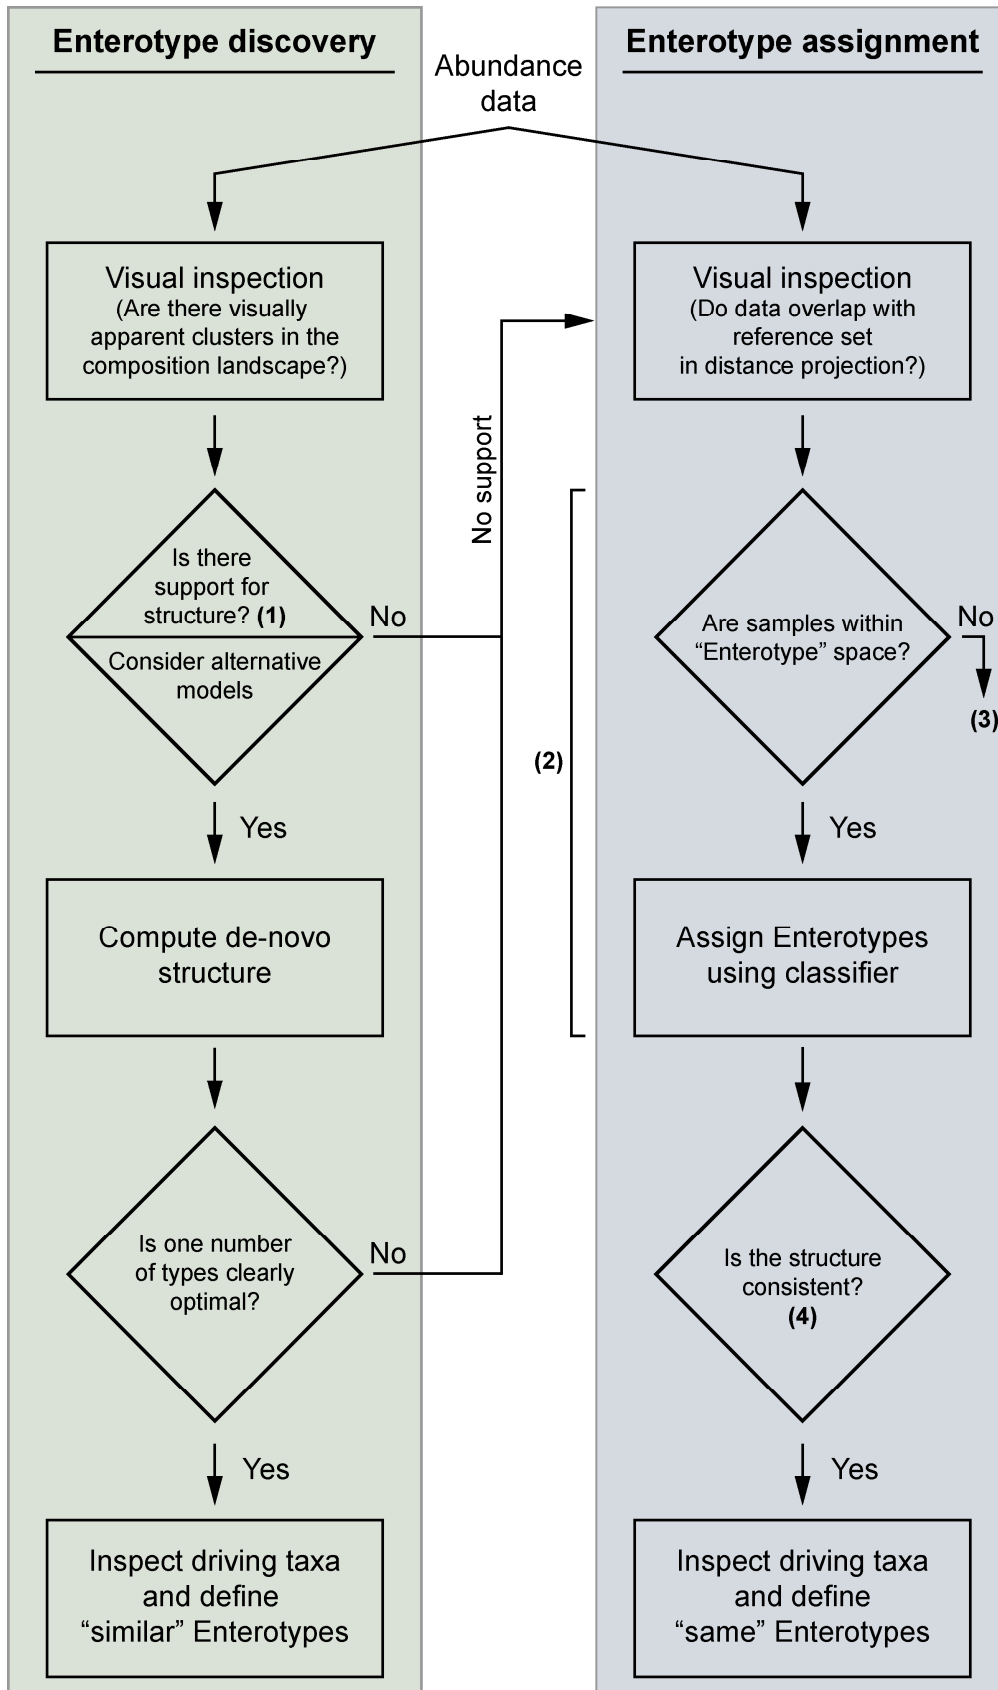 Enterotype discovery
Abundance
data
Visual inspection
(Are there visually
apparent clusters in the
composition landscape?)
Is there
support for
structure? (1)
Consider alternative
models
No
No support
Yes
Compute de-novo
structure
Is one number
of types clearly
optimal?
No
Yes
Inspect driving taxa
and define
“similar” Enterotypes
Enterotype assignment
Visual inspection
(Do data overlap with
reference set
in distance projection?)
(2)
Are samples within
“Enterotype” space?
No
(3)
Yes
Assign Enterotypes
using classifier
Is the structure
consistent?
(4)
Yes
Inspect driving taxa
and define
“same” Enterotypes